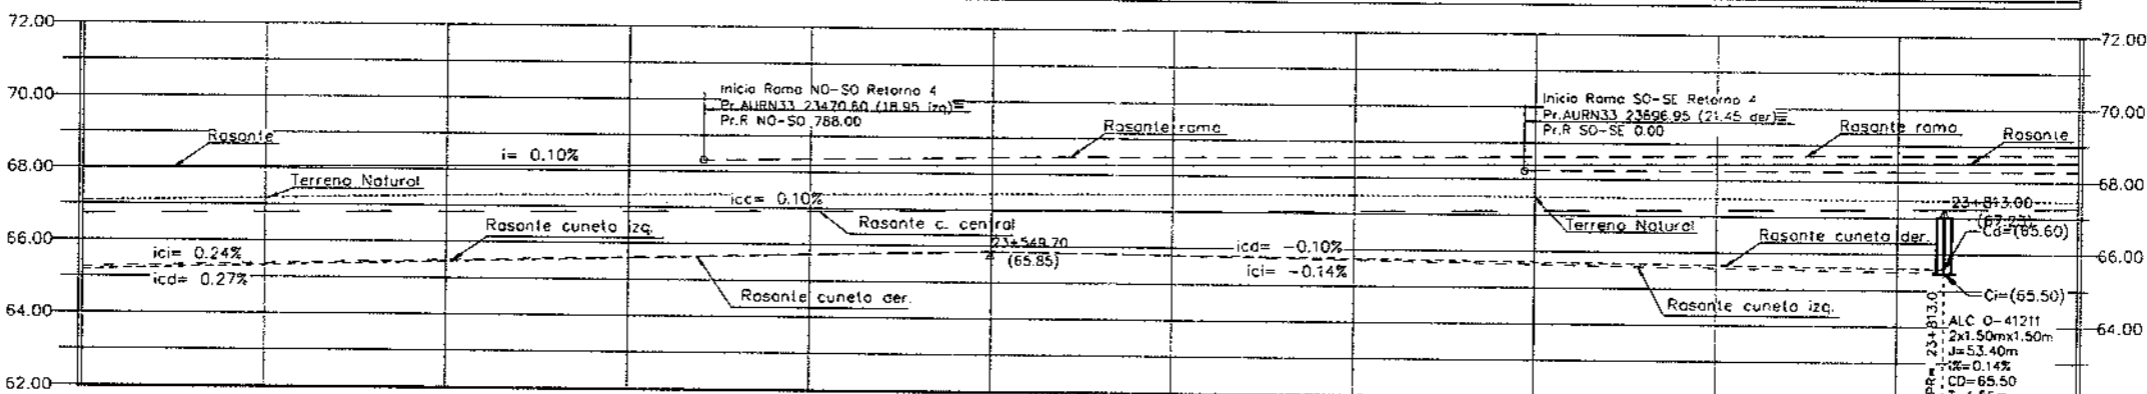 72.00
72.00
Inicio Rama NO-SO Retorno 4
Pr.AURN33 23470.60 (18.95 izq)=
Pr.R NO-SO 788.00
Inicio Rama SO-SE Retorno 4
Pr.AURN33 23696.95 (21.45 der)=
Pr.R SO-SE 0.00
70.00
70.00
Rasante
Rasante rama
Rasante rama
Rasante
i= 0.10%
68.00
68.00
Terreno Natural
icc= 0.10%
23+813.00
Rasante cuneta izq.
Rasante c. central
Terreno Natural
Rasante cuneta der.
Cd=(65.60)
66.00
66.00
23+549.70
(65.85)
ici= 0.24%
icd= 0.27%
icd= -0.10%
ici= -0.14%
Rasante cuneta der.
Rasante cuneta izq.
Ci=(65.50)
64.00
64.00
PR= 23+813.0
ALC O-41211
2x1.50mx1.50m
J=53.40m
i%=0.14%
CD=65.50
62.00